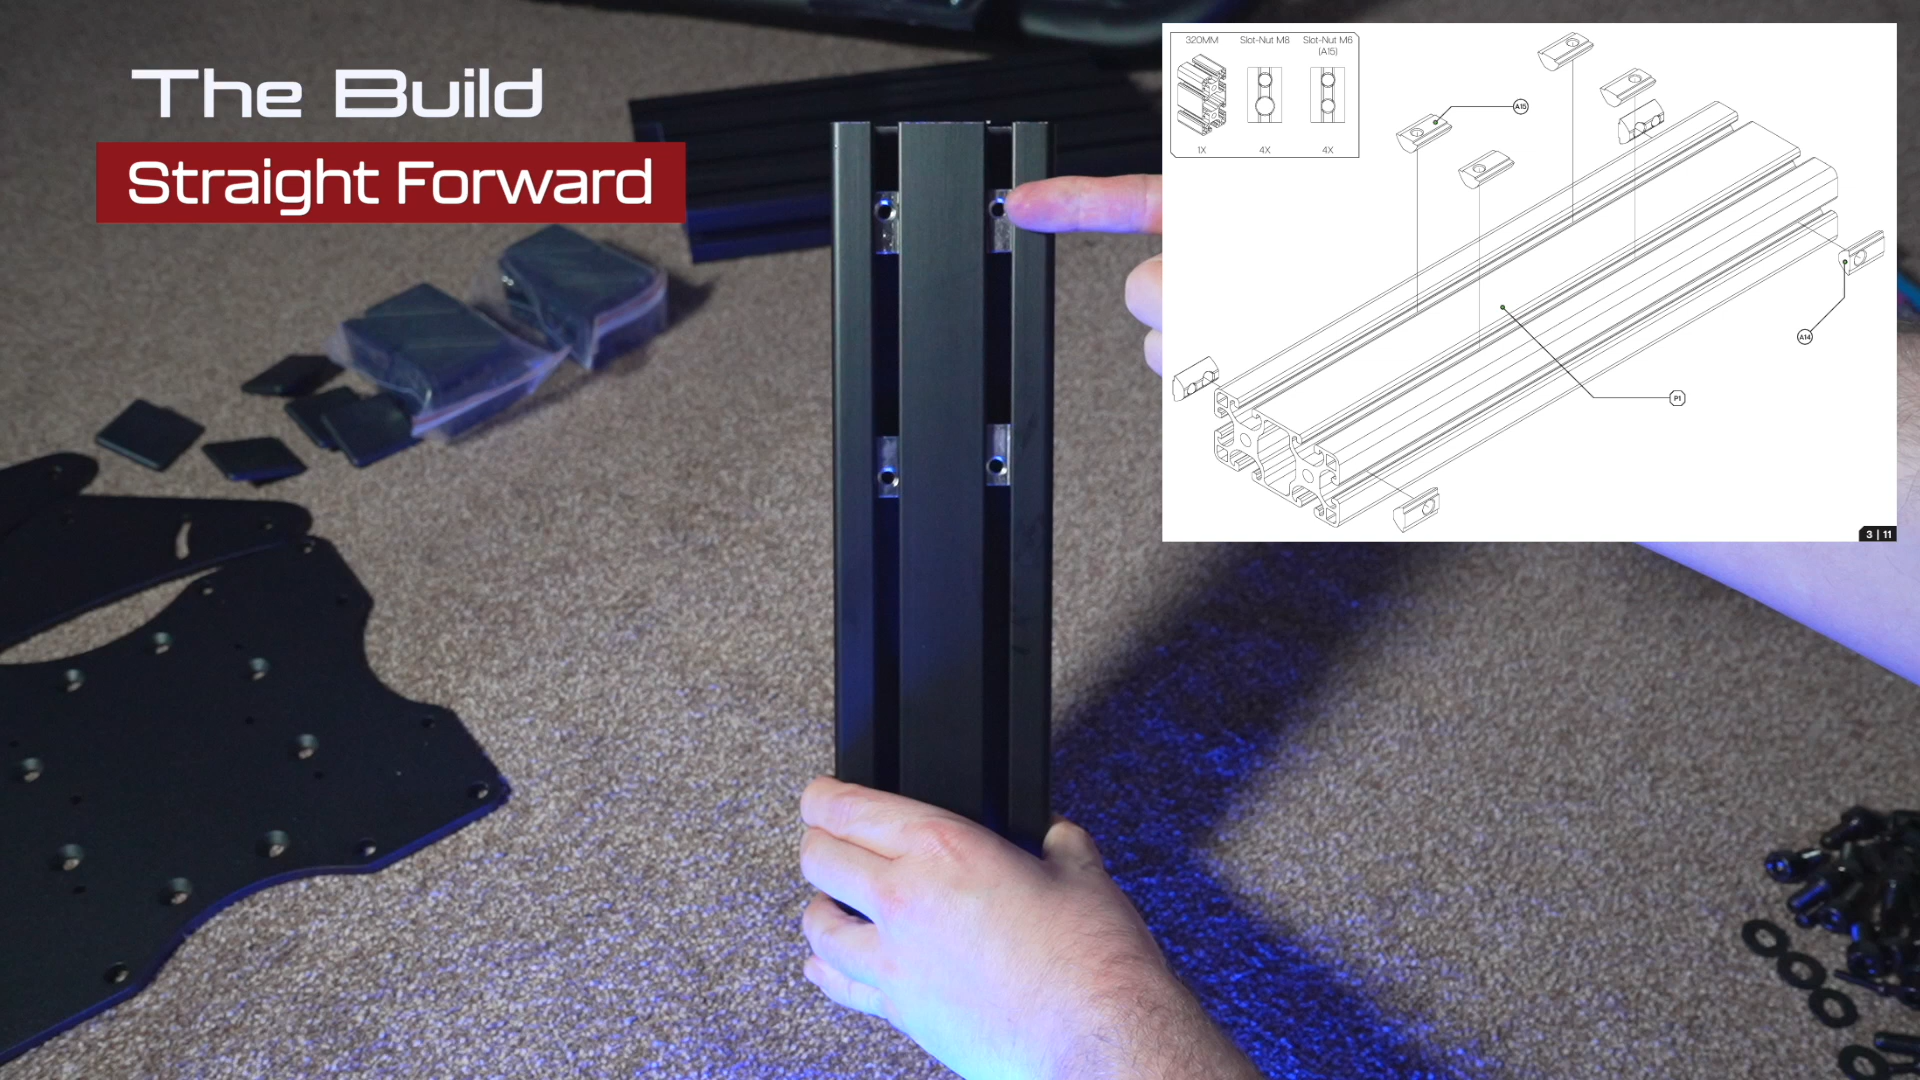 The Build
Straight Forward
320MM
Slot-Nut M8
Slot-Nut M6
(A15)
1X
4X
4X
A15
A14
P1
3 | 11